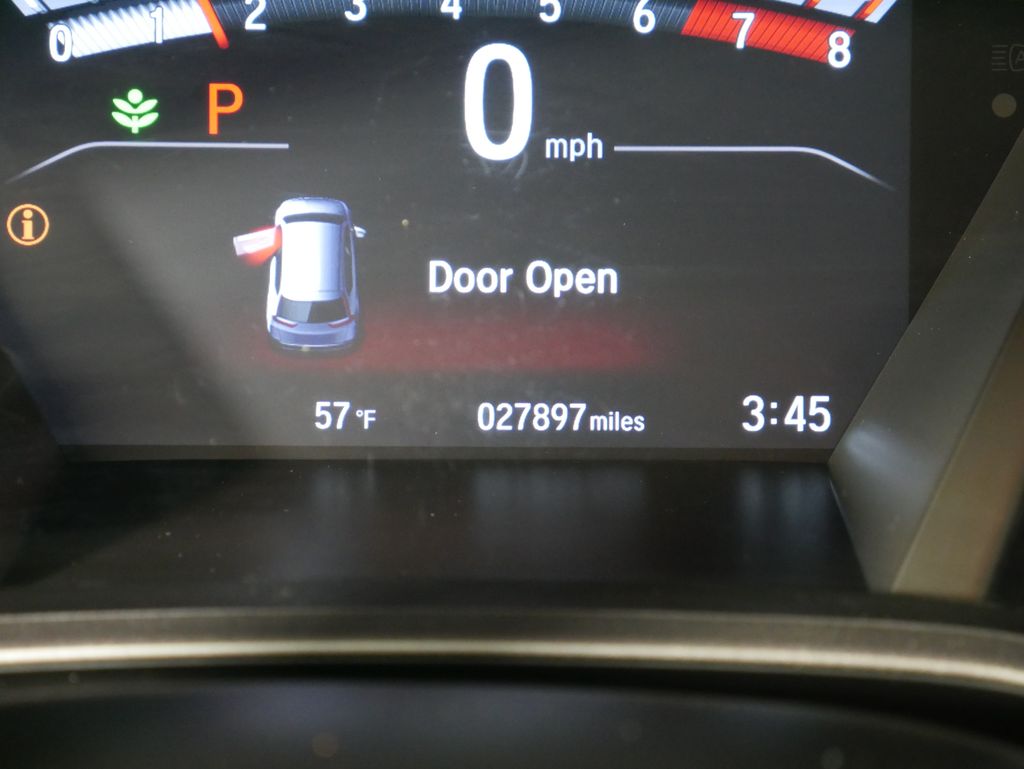 0 1 2 3 4 5 6 7 8
P 0 mph
i
Door Open
57 °F 027897 miles 3:45